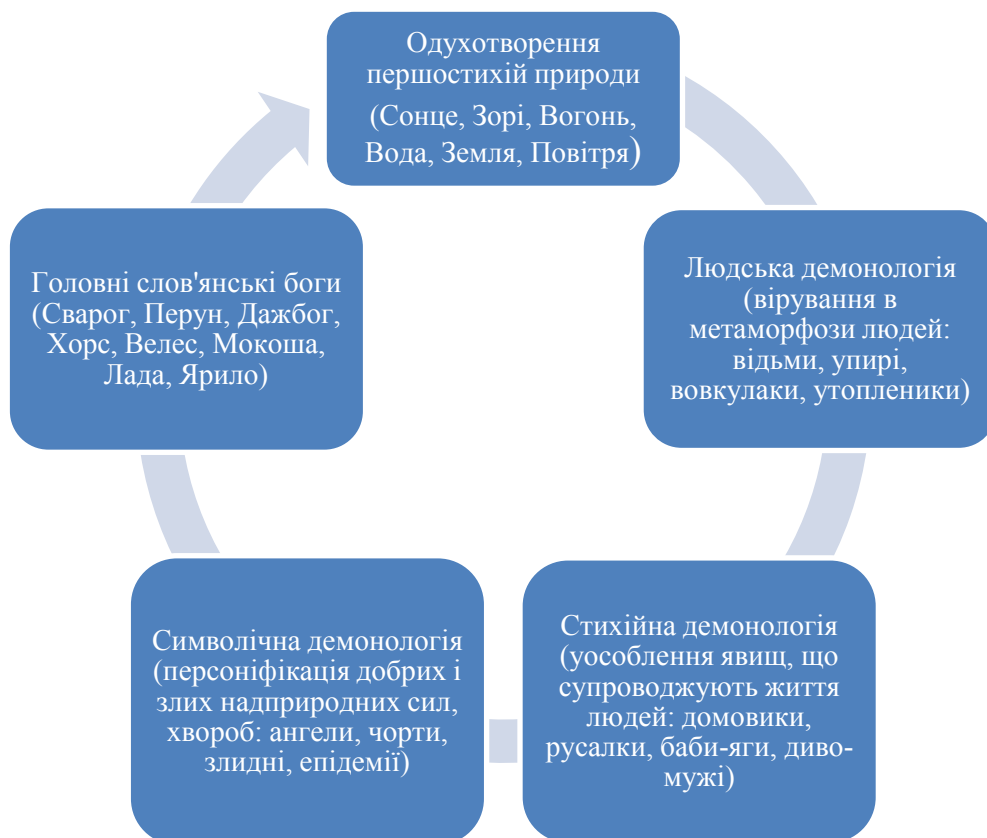 Одухотворення
першостихій природи
(Сонце, Зорі, Вогонь,
Вода, Земля, Повітря)
Людська демонологія
(вірування в
метаморфози людей:
відьми, упирі,
вовкулаки, утопленики)
Стихійна демонологія
(уособлення явищ, що
супроводжують життя
людей: домовики,
русалки, баби-яги, диво-
мужі)
Символічна демонологія
(персоніфікація добрих і
злих надприродних сил,
хвороб: ангели, чорти,
злидні, епідемії)
Головні слов'янські боги
(Сварог, Перун, Дажбог,
Хорс, Велес, Мокоша,
Лада, Ярило)